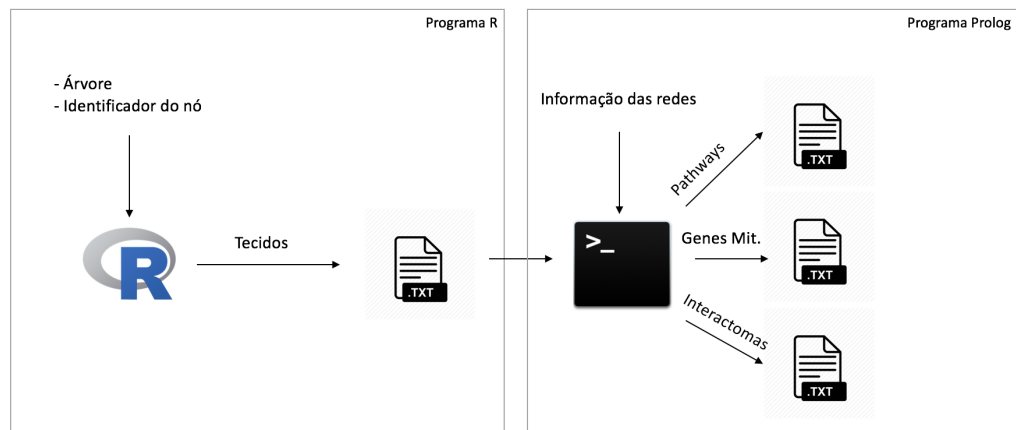 Programa R
- Árvore
- Identificador do nó
R
Tecidos
.TXT
Programa Prolog
Informação das redes
>_
Pathways
.TXT
Genes Mit.
.TXT
Interactomas
.TXT